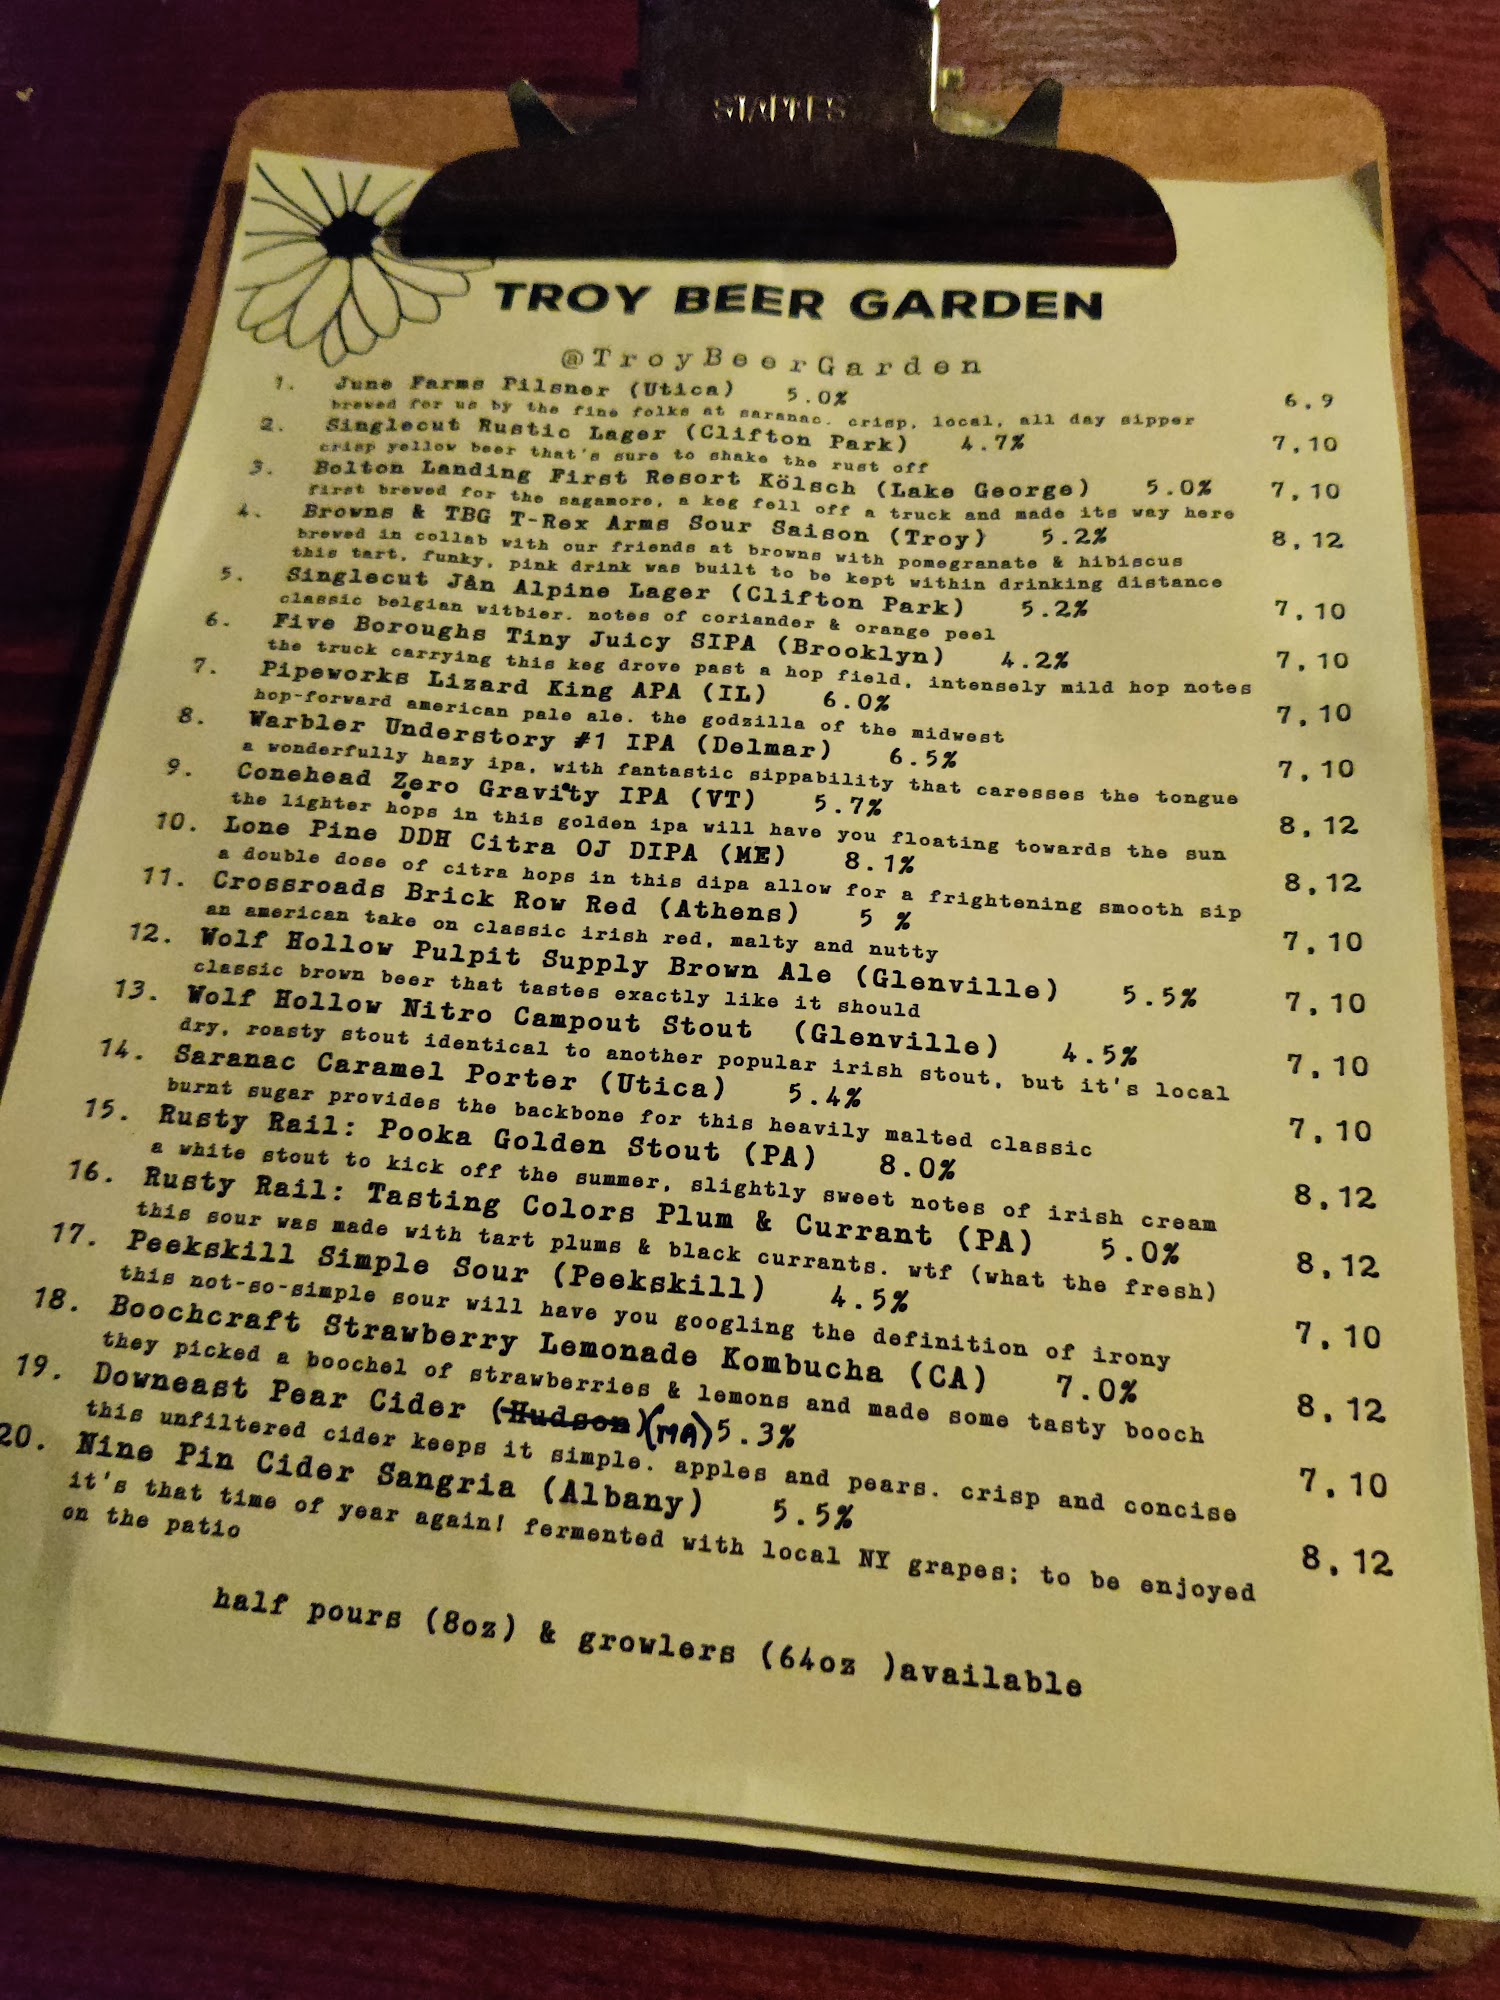 STAPLES
TROY BEER GARDEN
@TroyBeerGarden
1. June Farms Pilsner (Utica) 5.0% 6,9
brewed for us by the fine folks at saranac. crisp, local, all day sipper
2. Singlecut Rustic Lager (Clifton Park) 4.7% 7,10
crisp yellow beer that's sure to shake the rust off
3. Bolton Landing First Resort Kölsch (Lake George) 5.0% 7,10
first brewed for the sagamore, a keg fell off a truck and made its way here
4. Browns & TBG T-Rex Arms Sour Saison (Troy) 5.2% 8,12
brewed in collab with our friends at browns with pomegranate & hibiscus
this tart, funky, pink drink was built to be kept within drinking distance
5. Singlecut JÅn Alpine Lager (Clifton Park) 5.2% 7,10
classic belgian witbier. notes of coriander & orange peel
6. Five Boroughs Tiny Juicy SIPA (Brooklyn) 4.2% 7,10
the truck carrying this keg drove past a hop field, intensely mild hop notes
7. Pipeworks Lizard King APA (IL) 6.0% 7,10
hop-forward american pale ale. the godzilla of the midwest
8. Warbler Understory #1 IPA (Delmar) 6.5% 7,10
a wonderfully hazy ipa, with fantastic sippability that caresses the tongue
9. Conehead Zero Gravity IPA (VT) 5.7% 8,12
the lighter hops in this golden ipa will have you floating towards the sun
10. Lone Pine DDH Citra OJ DIPA (ME) 8.1% 8,12
a double dose of citra hops in this dipa allow for a frightening smooth sip
11. Crossroads Brick Row Red (Athens) 5 % 7,10
an american take on classic irish red, malty and nutty
12. Wolf Hollow Pulpit Supply Brown Ale (Glenville) 5.5% 7,10
classic brown beer that tastes exactly like it should
13. Wolf Hollow Nitro Campout Stout (Glenville) 4.5% 7,10
dry, roasty stout identical to another popular irish stout, but it's local
14. Saranac Caramel Porter (Utica) 5.4% 7,10
burnt sugar provides the backbone for this heavily malted classic
15. Rusty Rail: Pooka Golden Stout (PA) 8.0% 8,12
a white stout to kick off the summer, slightly sweet notes of irish cream
16. Rusty Rail: Tasting Colors Plum & Currant (PA) 5.0% 8,12
this sour was made with tart plums & black currants. wtf (what the fresh)
17. Peekskill Simple Sour (Peekskill) 4.5% 7,10
this not-so-simple sour will have you googling the definition of irony
18. Boochcraft Strawberry Lemonade Kombucha (CA) 7.0% 8,12
they picked a boochel of strawberries & lemons and made some tasty booch
19. Downeast Pear Cider (Hudson)(MA) 5.3% 7,10
this unfiltered cider keeps it simple. apples and pears. crisp and concise
20. Nine Pin Cider Sangria (Albany) 5.5% 8,12
it's that time of year again! fermented with local NY grapes; to be enjoyed
on the patio
half pours (8oz) & growlers (64oz )available